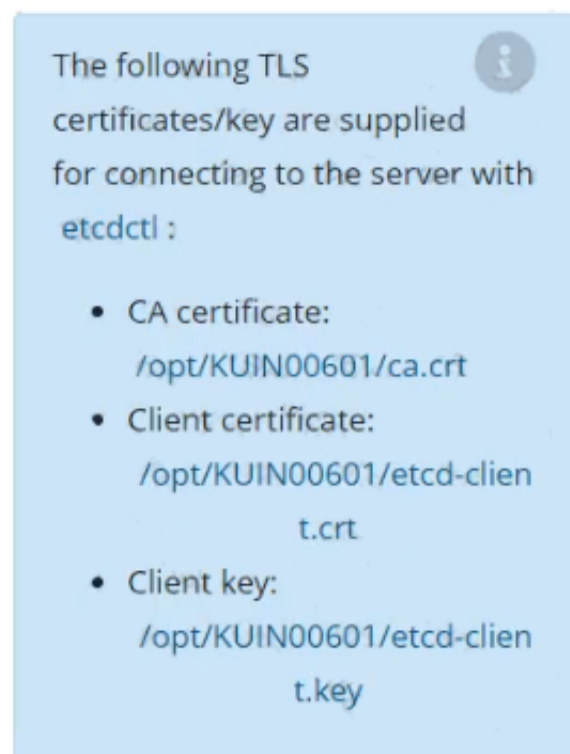 The following TLS
certificates/key are supplied
for connecting to the server with
etcdctl :
• CA certificate:
/opt/KUIN00601/ca.crt
• Client certificate:
/opt/KUIN00601/etcd-clien
t.crt
• Client key:
/opt/KUIN00601/etcd-clien
t.key